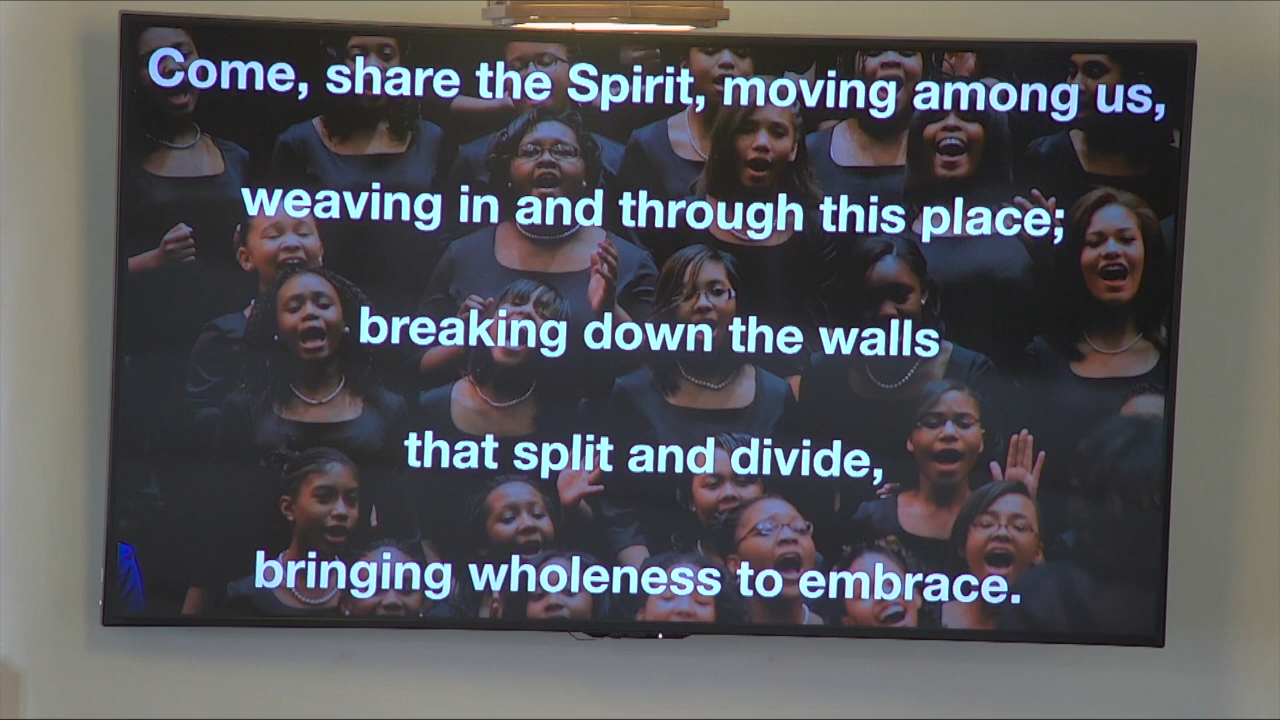 Come, share the Spirit, moving among us,
weaving in and through this place;
breaking down the walls
that split and divide,
bringing wholeness to embrace.